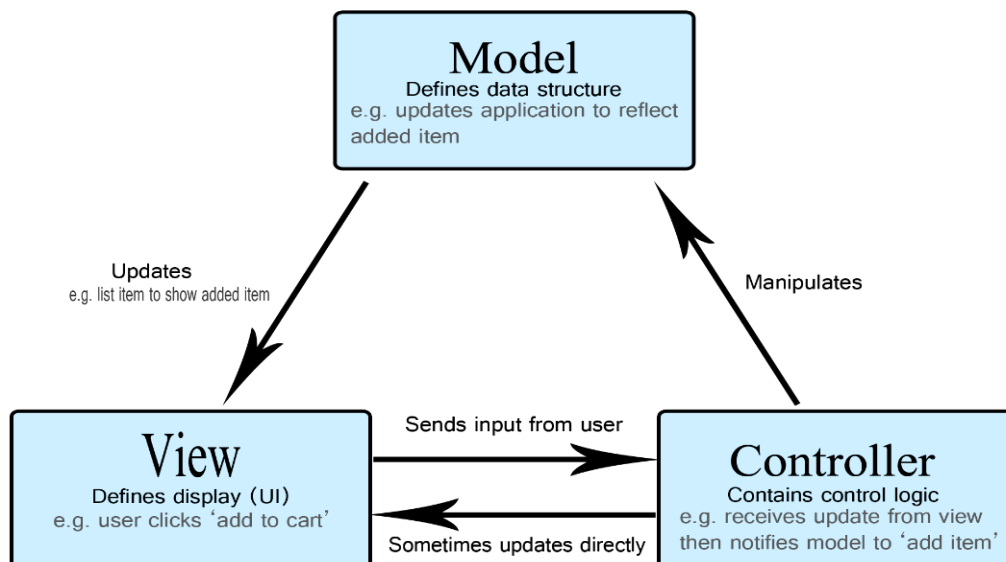 Model
Defines data structure
e.g. updates application to reflect
added item
Updates
e.g. list item to show added item
Manipulates
View
Defines display (UI)
e.g. user clicks ‘add to cart’
Sends input from user
Sometimes updates directly
Controller
Contains control logic
e.g. receives update from view
then notifies model to ‘add item’